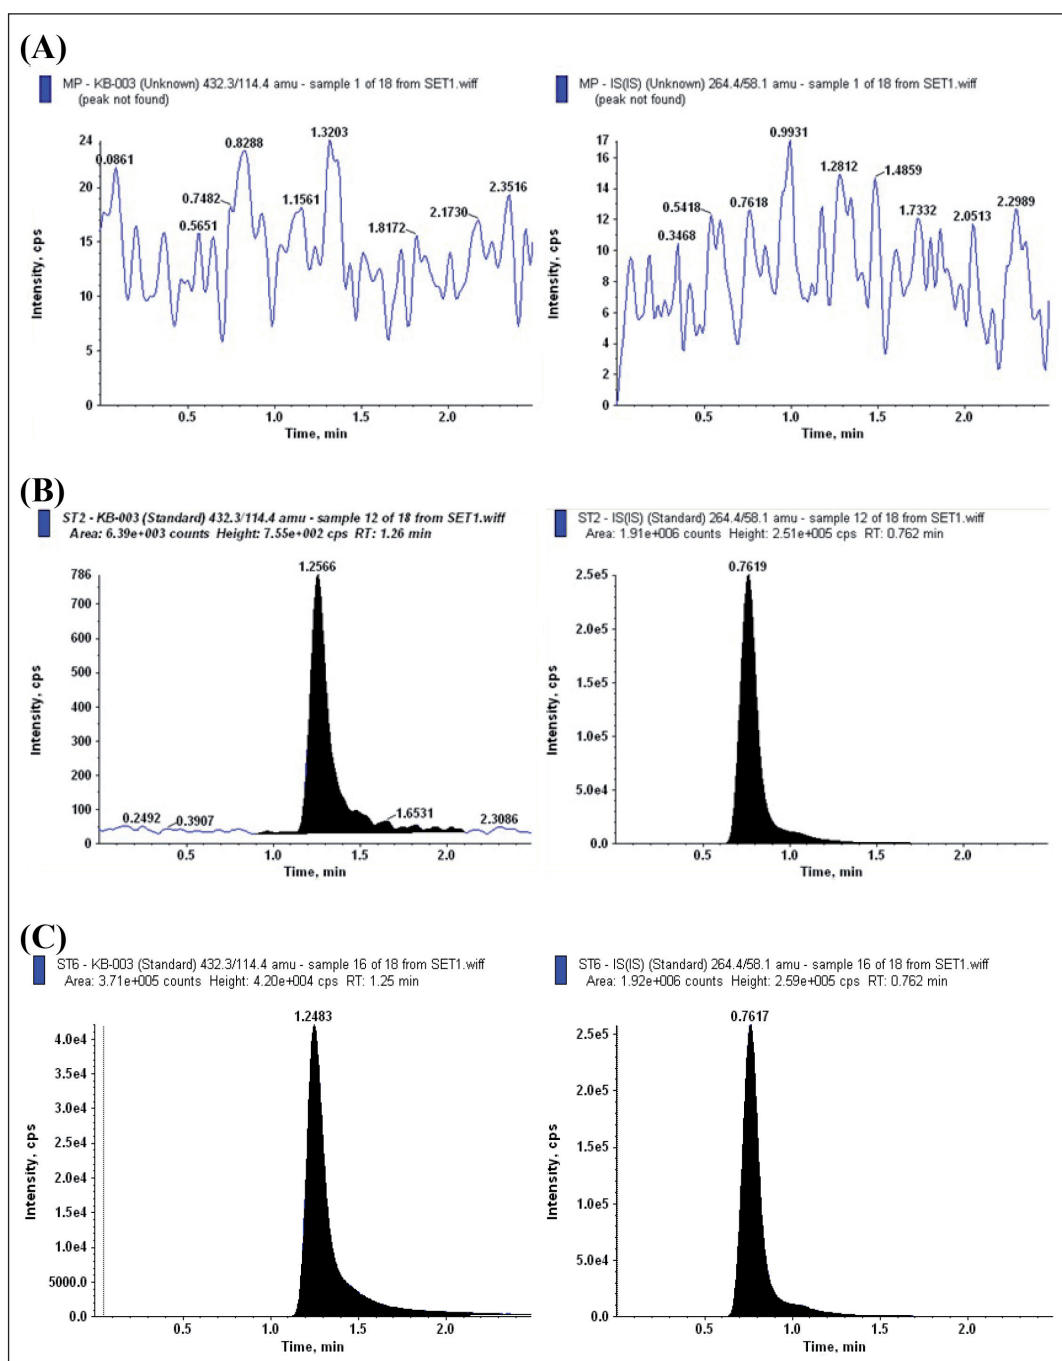 (A)
MP - KB-003 (Unknown) 432.3/114.4 amu - sample 1 of 18 from SET1.wiff
(peak not found)
24
20
15
10
5
0
0.0861
0.5651
0.7482
0.8288
1.1561
1.3203
1.8172
2.1730
2.3516
Intensity, cps
0.5
1.0
1.5
2.0
Time, min
MP - IS(IS) (Unknown) 264.4/58.1 amu - sample 1 of 18 from SET1.wiff
(peak not found)
17
16
14
12
10
8
6
4
2
0
0.3468
0.5418
0.7618
0.9931
1.2812
1.4859
1.7332
2.0513
2.2989
Intensity, cps
0.5
1.0
1.5
2.0
Time, min
(B)
ST2 - KB-003 (Standard) 432.3/114.4 amu - sample 12 of 18 from SET1.wiff
Area: 6.39e+003 counts Height: 7.55e+002 cps RT: 1.26 min
786
700
600
500
400
300
200
100
0
0.2492
0.3907
1.2566
1.6531
2.3086
Intensity, cps
0.5
1.0
1.5
2.0
Time, min
ST2 - IS(IS) (Standard) 264.4/58.1 amu - sample 12 of 18 from SET1.wiff
Area: 1.91e+006 counts Height: 2.51e+005 cps RT: 0.762 min
2.5e5
2.0e5
1.5e5
1.0e5
5.0e4
0.0
0.7619
Intensity, cps
0.5
1.0
1.5
2.0
Time, min
(C)
ST6 - KB-003 (Standard) 432.3/114.4 amu - sample 16 of 18 from SET1.wiff
Area: 3.71e+005 counts Height: 4.20e+004 cps RT: 1.25 min
4.0e4
3.5e4
3.0e4
2.5e4
2.0e4
1.5e4
1.0e4
5000.0
0.0
1.2483
Intensity, cps
0.5
1.0
1.5
2.0
Time, min
ST6 - IS(IS) (Standard) 264.4/58.1 amu - sample 16 of 18 from SET1.wiff
Area: 1.92e+006 counts Height: 2.59e+005 cps RT: 0.762 min
2.5e5
2.0e5
1.5e5
1.0e5
5.0e4
0.0
0.7617
Intensity, cps
0.5
1.0
1.5
2.0
Time, min